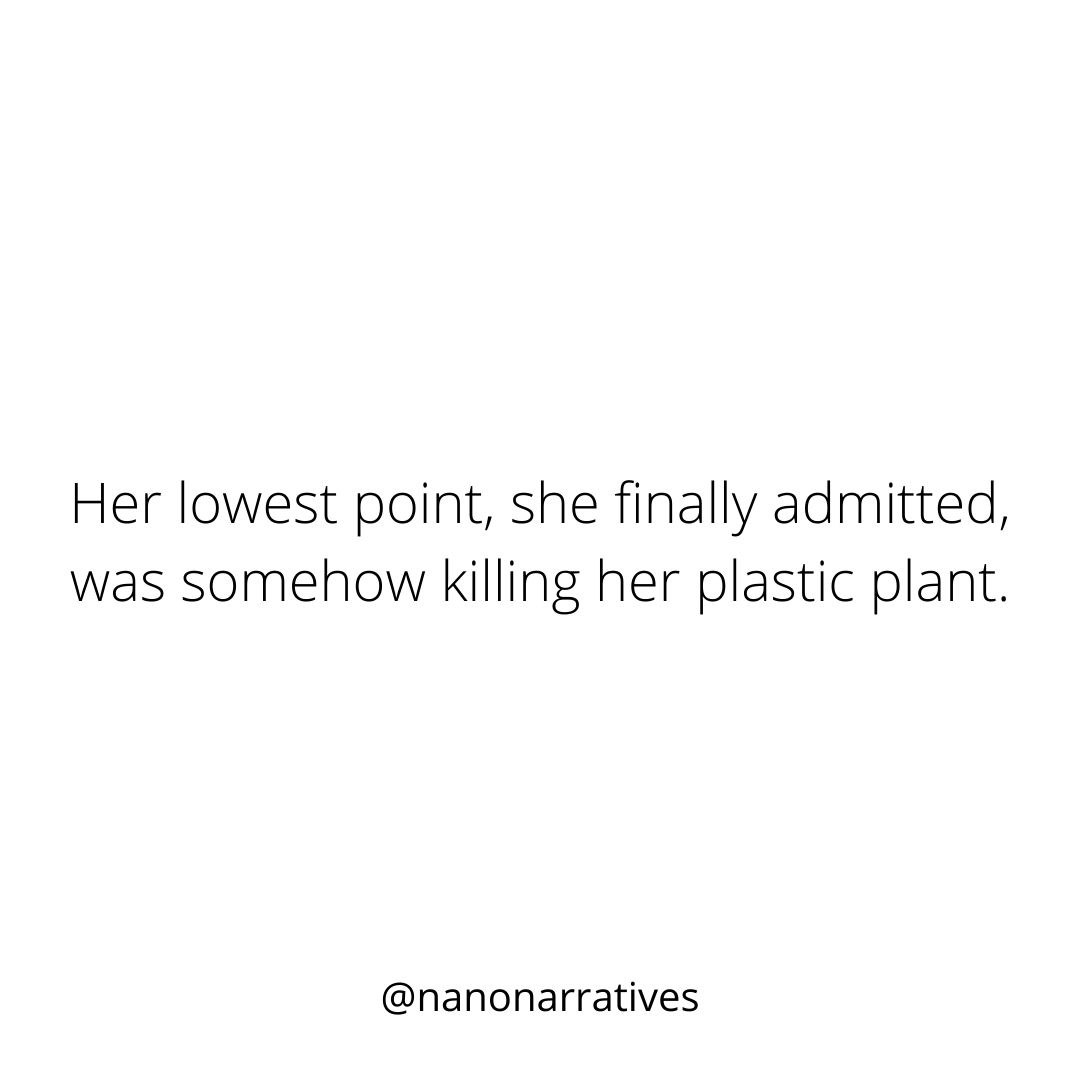 Her lowest point, she finally admitted,
was somehow killing her plastic plant.
@nanonarratives